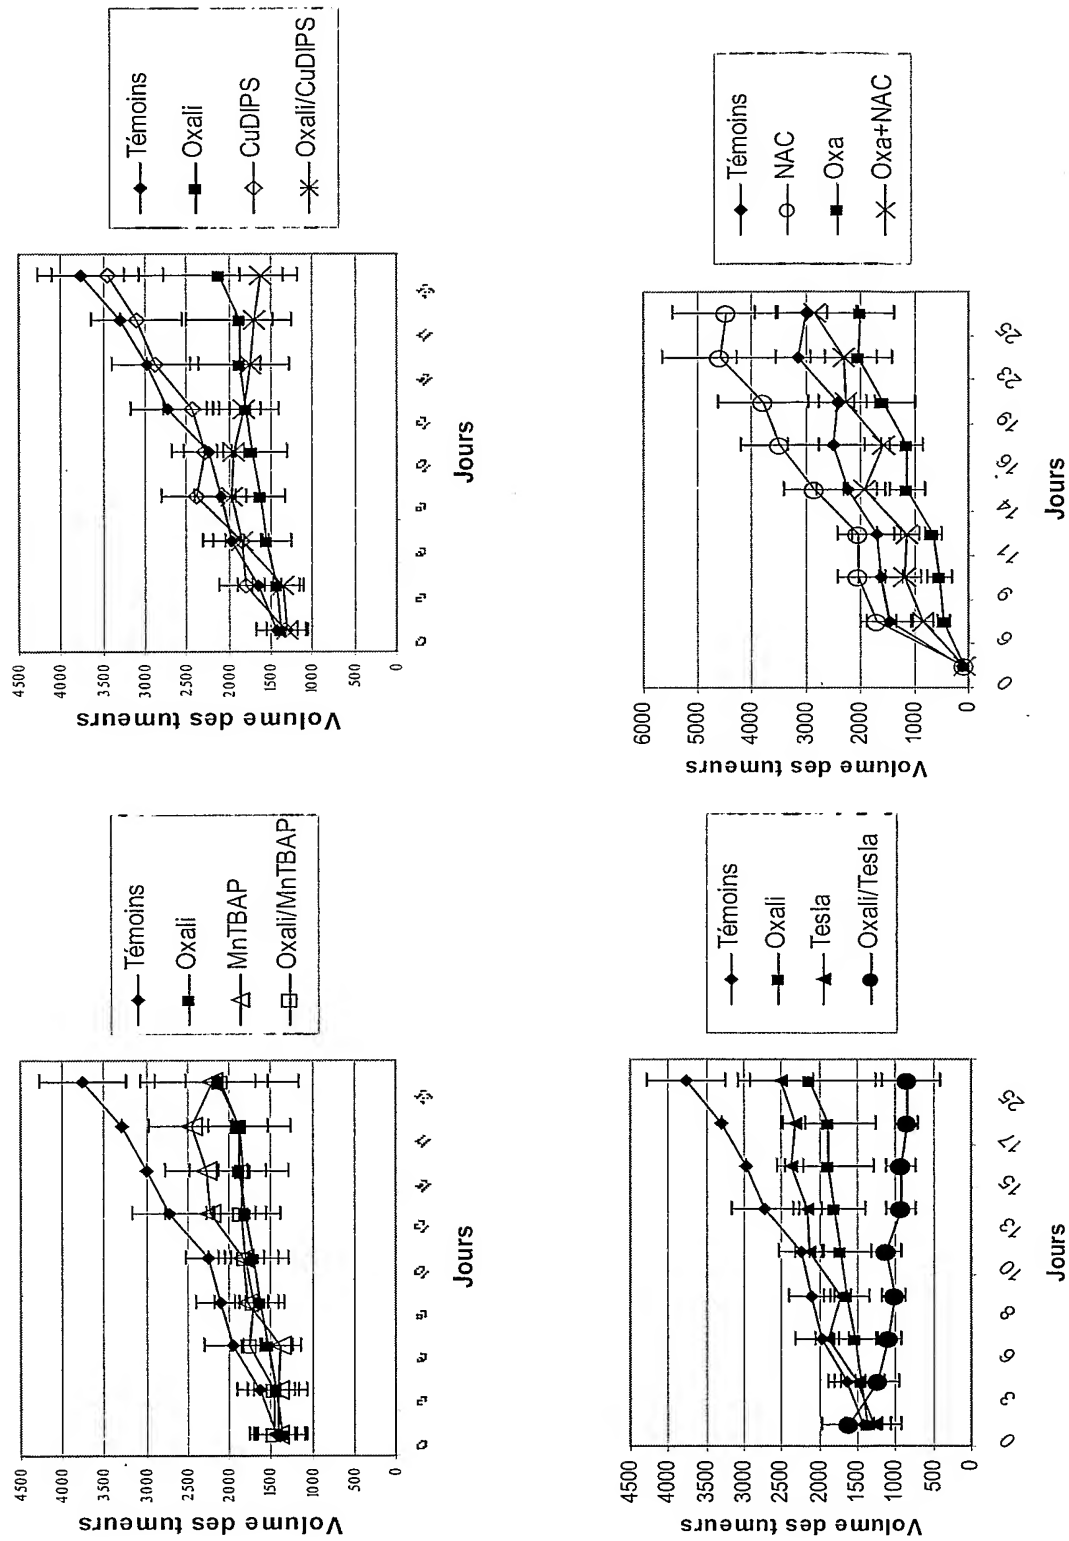 Volume des tumeurs
4500
4000
3500
3000
2500
2000
1500
1000
500
0
Jours
Témoins
Oxali
MnTBAP
Oxali/MnTBAP
Volume des tumeurs
4500
4000
3500
3000
2500
2000
1500
1000
500
0
Jours
Témoins
Oxali
CuDIPS
Oxali/CuDIPS
Volume des tumeurs
4500
4000
3500
3000
2500
2000
1500
1000
500
0
0 3 6 8 10 13 15 17 25
Jours
Témoins
Oxali
Tesla
Oxali/Tesla
Volume des tumeurs
6000
5000
4000
3000
2000
1000
0
0 6 9 11 14 16 19 23 25
Jours
Témoins
NAC
Oxa
Oxa+NAC